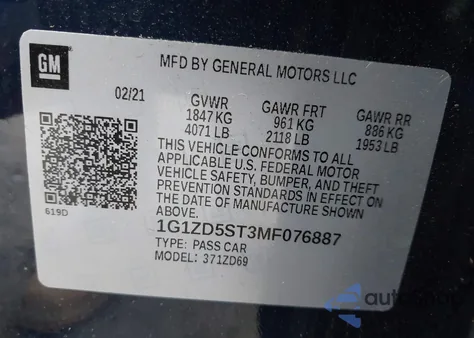 GM
MFD BY GENERAL MOTORS LLC
02/21
GVWR GAWR FRT GAWR RR
1847 KG 961 KG 886 KG
4071 LB 2118 LB 1953 LB
THIS VEHICLE CONFORMS TO ALL
APPLICABLE U.S. FEDERAL MOTOR
VEHICLE SAFETY, BUMPER, AND THEFT
PREVENTION STANDARDS IN EFFECT ON
THE DATE OF MANUFACTURE SHOWN
ABOVE.
619D
1G1ZD5ST3MF076887
TYPE: PASS CAR
MODEL: 371ZD69